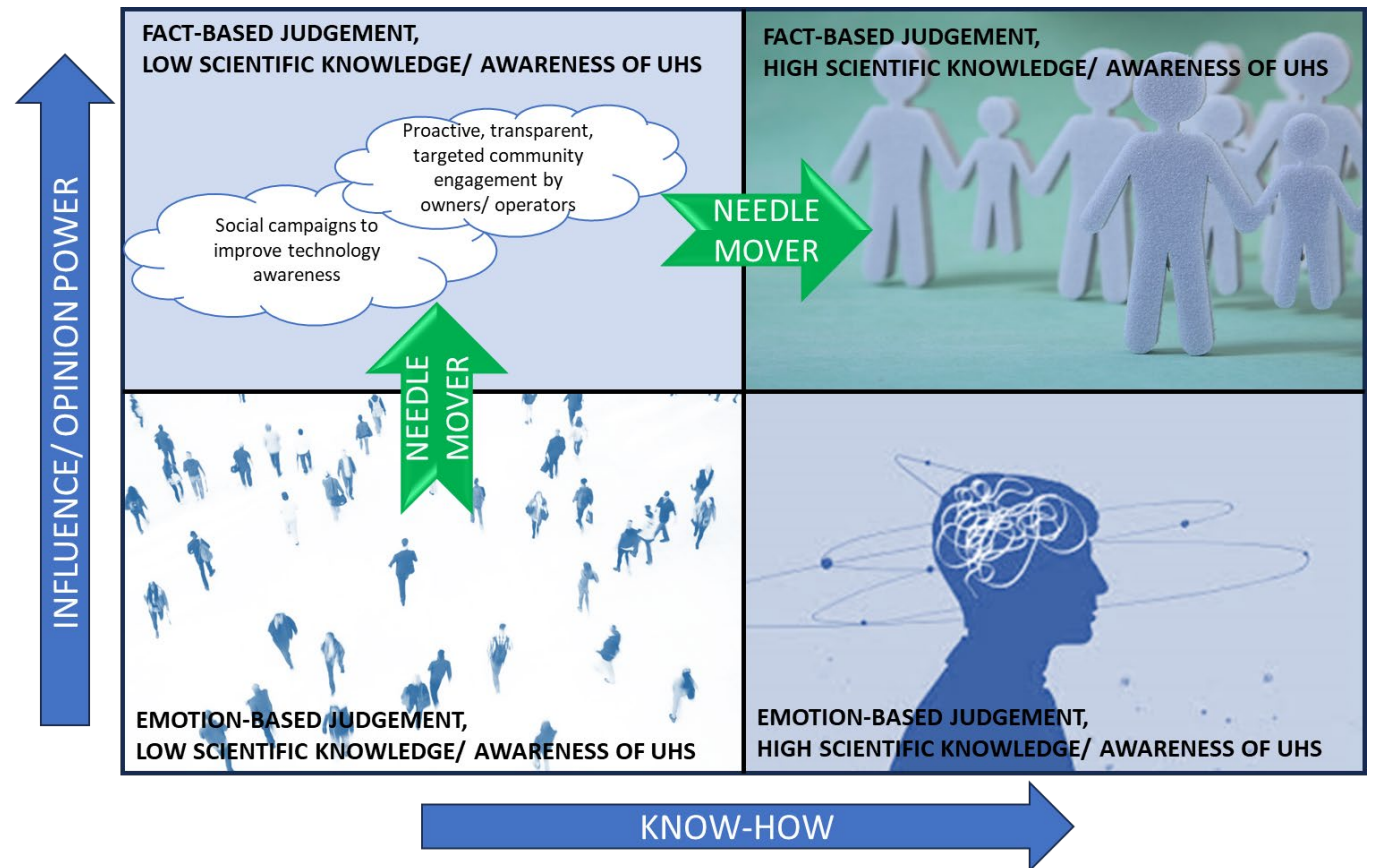 FACT-BASED JUDGEMENT,
LOW SCIENTIFIC KNOWLEDGE/ AWARENESS OF UHS
FACT-BASED JUDGEMENT,
HIGH SCIENTIFIC KNOWLEDGE/ AWARENESS OF UHS
Proactive, transparent,
targeted community
engagement by
owners/ operators
Social campaigns to
improve technology
awareness
NEEDLE
MOVER
NEEDLE
MOVER
INFLUENCE/ OPINION POWER
EMOTION-BASED JUDGEMENT,
LOW SCIENTIFIC KNOWLEDGE/ AWARENESS OF UHS
EMOTION-BASED JUDGEMENT,
HIGH SCIENTIFIC KNOWLEDGE/ AWARENESS OF UHS
KNOW-HOW